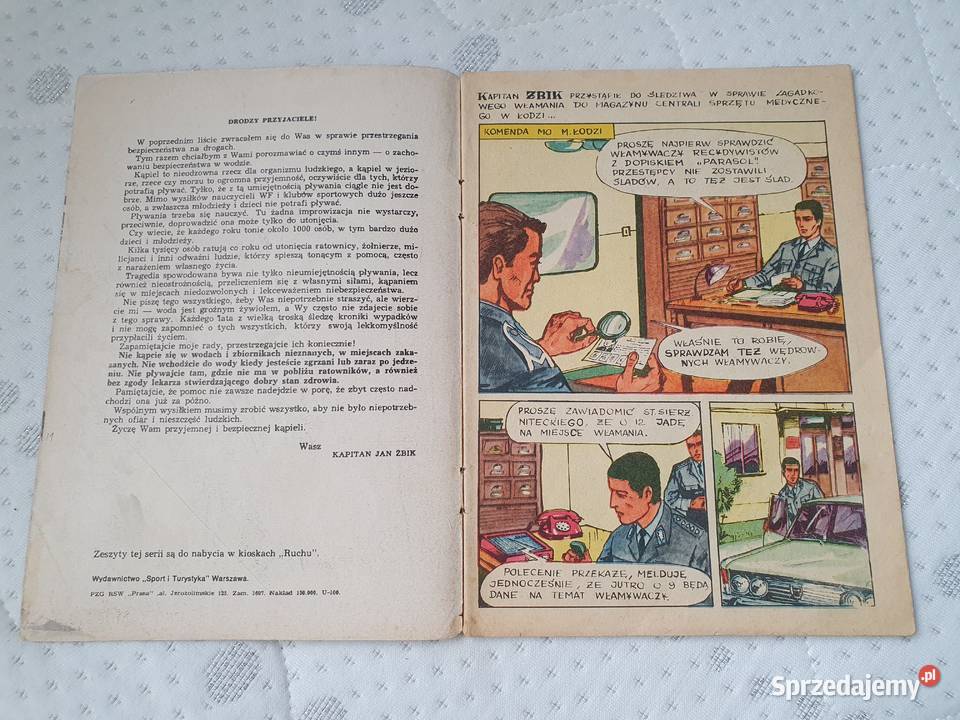 DRODZY PRZYJACIELE!
W poprzednim liście zwracałem się do Was w sprawie przestrzegania
bezpieczeństwa na drogach.
Tym razem chciałbym z Wami porozmawiać o czymś innym — o zacho-
waniu bezpieczeństwa w wodzie.
Kąpiel to nieodzowna rzecz dla organizmu ludzkiego, a kąpiel w jezio-
rze, rzece czy morzu to ogromna przyjemność, oczywiście dla tych, którzy
potrafią pływać. Tylko, że z tą umiejętnością pływania ciągle nie jest do-
brze. Mimo wysiłków nauczycieli WF i klubów sportowych dużo jeszcze
osób, a zwłaszcza młodzieży i dzieci nie potrafi pływać.
Pływania trzeba się nauczyć. Tu żadna improwizacja nie wystarczy,
przeciwnie, doprowadzić ona może tylko do utonięcia.
Czy wiecie, że każdego roku tonie około 1000 osób, w tym bardzo dużo
dzieci i młodzieży.
Kilka tysięcy osób ratują co roku od utonięcia ratownicy, żołnierze, mi-
licjanci i inni odważni ludzie, którzy spieszą tonącym z pomocą, często
z narażeniem własnego życia.
Tragedia spowodowana bywa nie tylko nieumiejętnością pływania, lecz
również nieostrożnością, przeliczeniem się z własnymi siłami, kąpaniem
się w miejscach niedozwolonych i lekceważeniem niebezpieczeństwa.
Nie piszę tego wszystkiego, żeby Was niepotrzebnie straszyć, ale wierz-
cie mi — woda jest groźnym żywiołem, a Wy często nie zdajecie sobie
z tego sprawy. Każdego lata z wielką troską śledzę kroniki wypadków
i nie mogę zapomnieć o tych wszystkich, którzy swoją lekkomyślność
przypłacili życiem.
Zapamiętajcie moje rady, przestrzegajcie ich koniecznie!
Nie kąpcie się w wodach i zbiornikach nieznanych, w miejscach zaka-
zanych. Nie wchodźcie do wody kiedy jesteście zgrzani lub zaraz po jedze-
niu. Nie pływajcie tam, gdzie nie ma w pobliżu ratowników, a również
bez zgody lekarza stwierdzającego dobry stan zdrowia.
Pamiętajcie, że pomoc nie zawsze nadejdzie w porę, że zbyt często nad-
chodzi ona już za późno.
Wspólnym wysiłkiem musimy zrobić wszystko, aby nie było niepotrzeb-
nych ofiar i nieszczęść ludzkich.
Życzę Wam przyjemnej i bezpiecznej kąpieli.
Wasz
KAPITAN JAN ŻBIK
Zeszyty tej serii są do nabycia w kioskach „Ruchu".
Wydawnictwo „Sport i Turystyka" Warszawa.
PZG RSW „Prasa" „al. Jerozolimskie 125. Zam. 1697. Nakład 130.000. U-100.
KAPITAN ŻBIK PRZYSTĄPIŁ DO ŚLEDZTWA W SPRAWIE ZAGADKO-
WEGO WŁAMANIA DO MAGAZYNU CENTRALI SPRZĘTU MEDYCZNE-
GO W ŁODZI...
KOMENDA MO M. ŁODZI
PROSZĘ NAJPIERW SPRAWDZIĆ
WŁAMYWACZY RECYDYWISTÓW
Z DOPISKIEM „PARASOL".
PRZESTĘPCY NIE ZOSTAWILI
ŚLADÓW, A TO TEŻ JEST ŚLAD.
WŁAŚNIE TO ROBIĘ,
SPRAWDZAM TEŻ WĘDROW-
NYCH WŁAMYWACZY.
PROSZĘ ZAWIADOMIĆ ST. SIERŻ
NITECKIEGO, ŻE O 12 JADĘ
NA MIEJSCE WŁAMANIA.
POLECENIE PRZEKAŻĘ, MELDUJĘ
JEDNOCZEŚNIE, ŻE JUTRO O 9 BĘDĄ
DANE NA TEMAT WŁAMYWACZY.
Sprzedajemy.pl